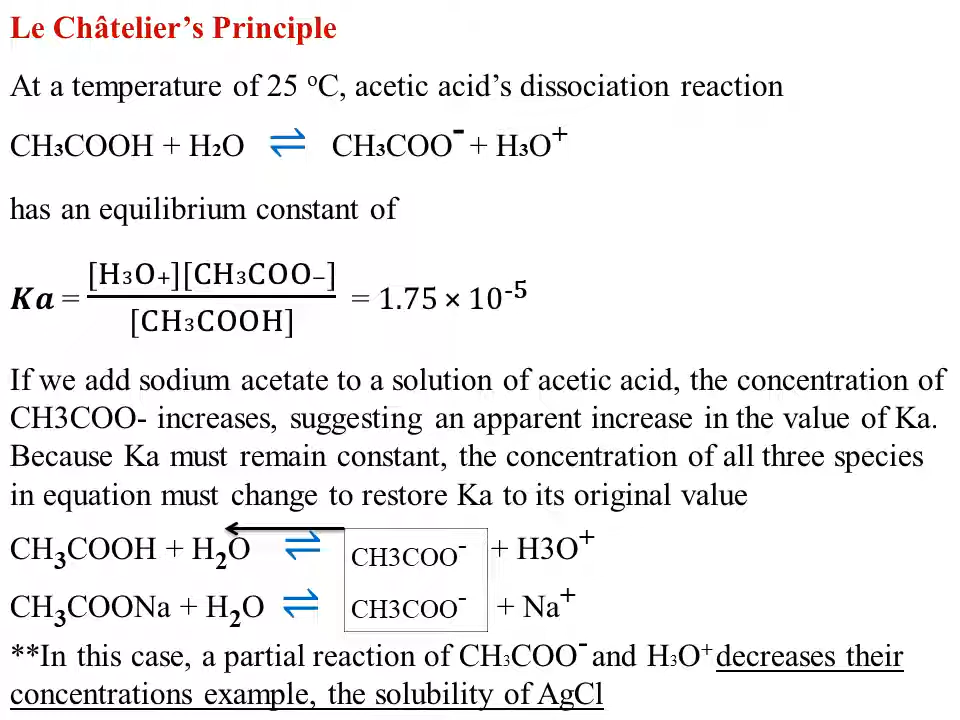 Le Châtelier’s Principle
At a temperature of 25 ᵒC, acetic acid’s dissociation reaction
CH₃COOH + H₂O ⇌ CH₃COO⁻ + H₃O⁺
has an equilibrium constant of
Ka = [H₃O+][CH₃COO−] / [CH₃COOH] = 1.75 × 10⁻⁵
If we add sodium acetate to a solution of acetic acid, the concentration of
CH3COO- increases, suggesting an apparent increase in the value of Ka.
Because Ka must remain constant, the concentration of all three species
in equation must change to restore Ka to its original value
CH₃COOH + H₂O ⇌ CH3COO⁻ + H3O⁺
CH₃COONa + H₂O ⇌ CH3COO⁻ + Na⁺
**In this case, a partial reaction of CH₃COO⁻ and H₃O⁺ decreases their
concentrations example, the solubility of AgCl